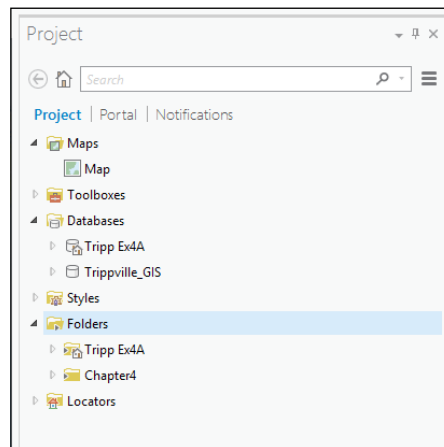 Project
Search
Project | Portal | Notifications
Maps
Map
Toolboxes
Databases
Tripp Ex4A
Trippville_GIS
Styles
Folders
Tripp Ex4A
Chapter4
Locators